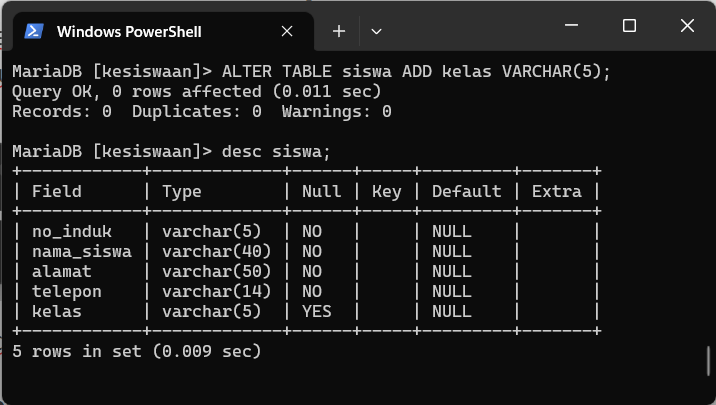 Windows PowerShell
MariaDB [kesiswaan]> ALTER TABLE siswa ADD kelas VARCHAR(5);
Query OK, 0 rows affected (0.011 sec)
Records: 0  Duplicates: 0  Warnings: 0
MariaDB [kesiswaan]> desc siswa;
+------------+-------------+------+-----+---------+-------+
| Field      | Type        | Null | Key | Default | Extra |
+------------+-------------+------+-----+---------+-------+
| no_induk   | varchar(5)  | NO   |     | NULL    |       |
| nama_siswa | varchar(40) | NO   |     | NULL    |       |
| alamat     | varchar(50) | NO   |     | NULL    |       |
| telepon    | varchar(14) | NO   |     | NULL    |       |
| kelas      | varchar(5)  | YES  |     | NULL    |       |
+------------+-------------+------+-----+---------+-------+
5 rows in set (0.009 sec)